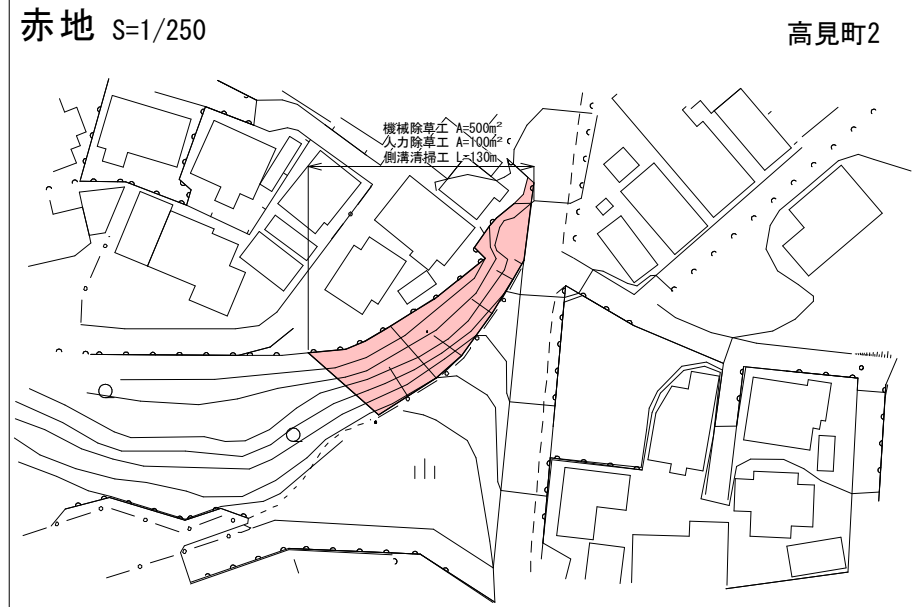 赤地 S=1/250
高見町2
機械除草工 A=500m²
人力除草工 A=100m²
側溝清掃工 L=130m